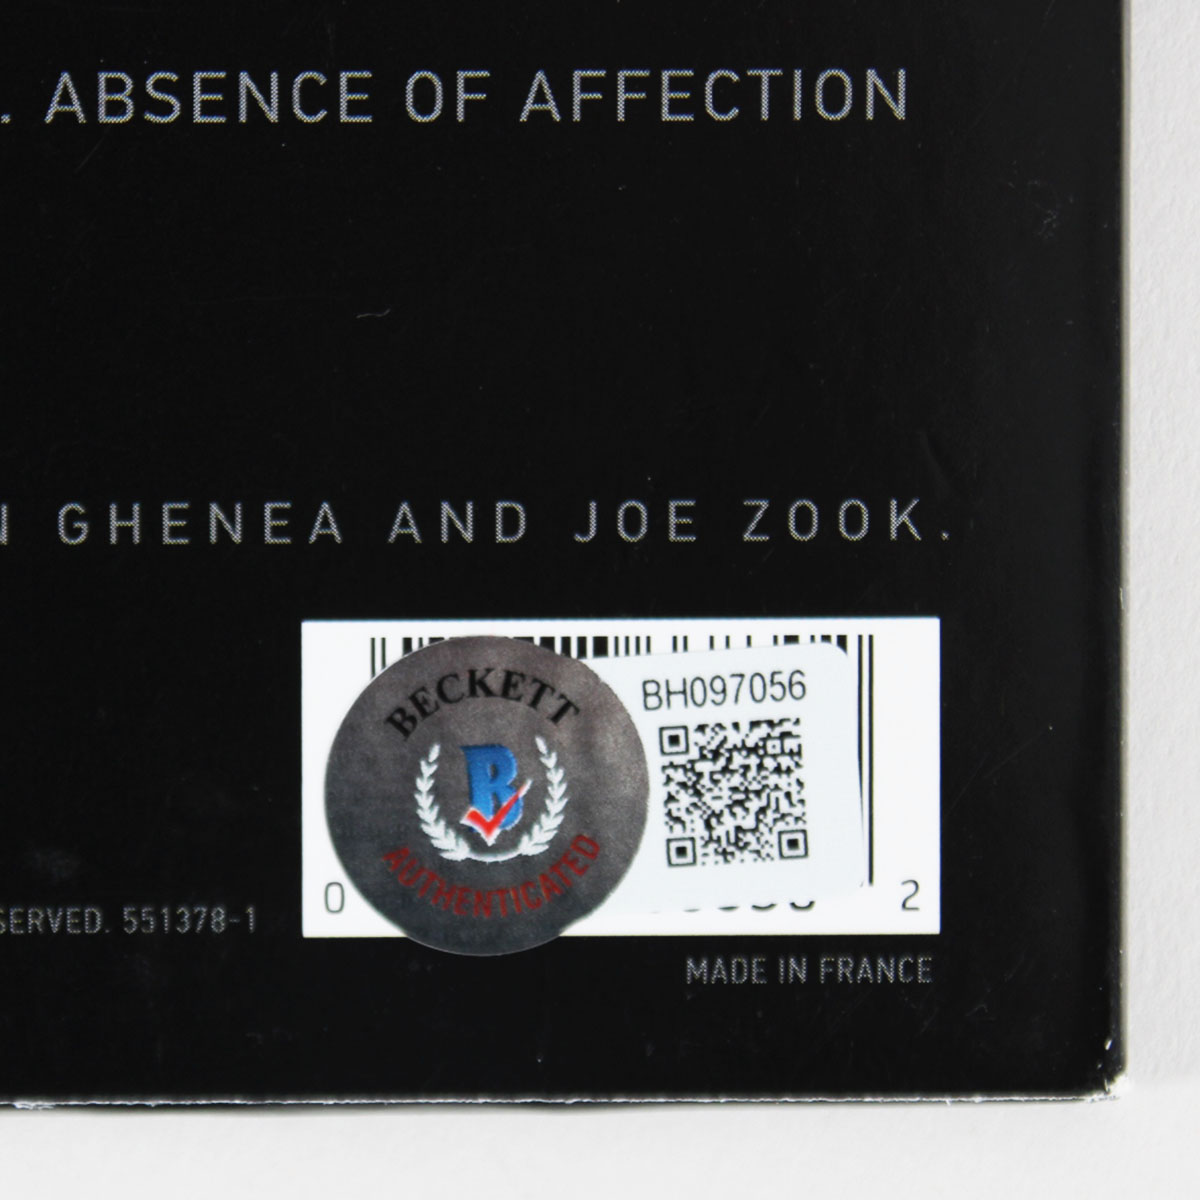 . ABSENCE OF AFFECTION
GHENEA AND JOE ZOOK.
BECKETT
B
AUTHENTICATED
BH097056
0
2
SERVED. 551378-1
MADE IN FRANCE